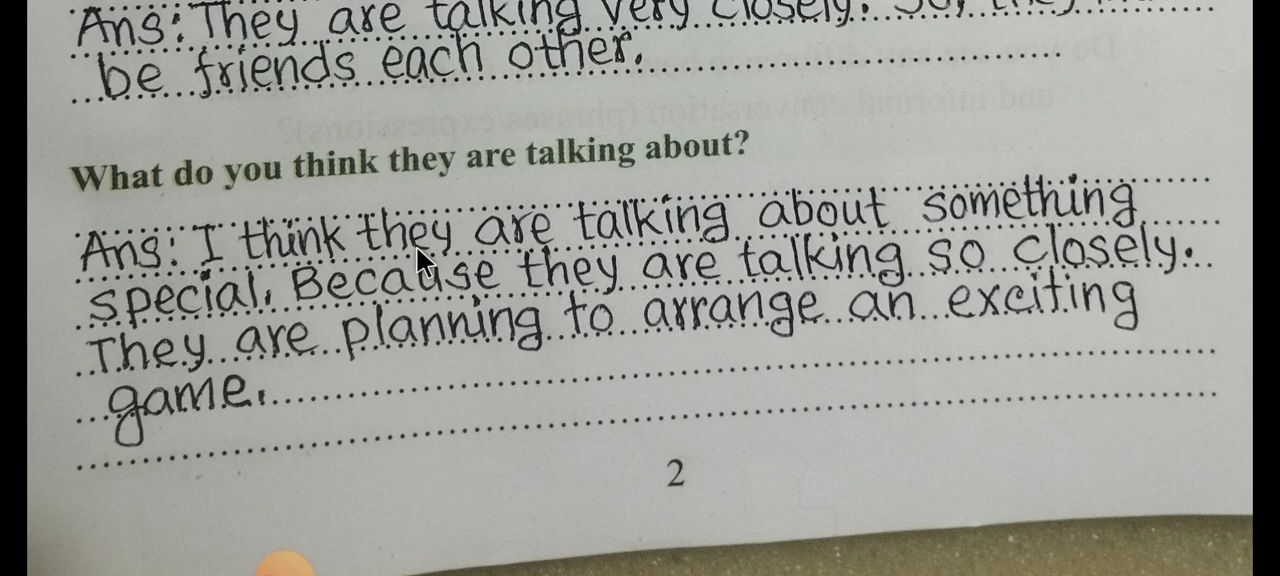 Ans: They are talking very closely. So, they
be friends each other.
What do you think they are talking about?
Ans: I think they are talking about something
special. Because they are talking so closely.
They are planning to arrange an exciting
game.
2